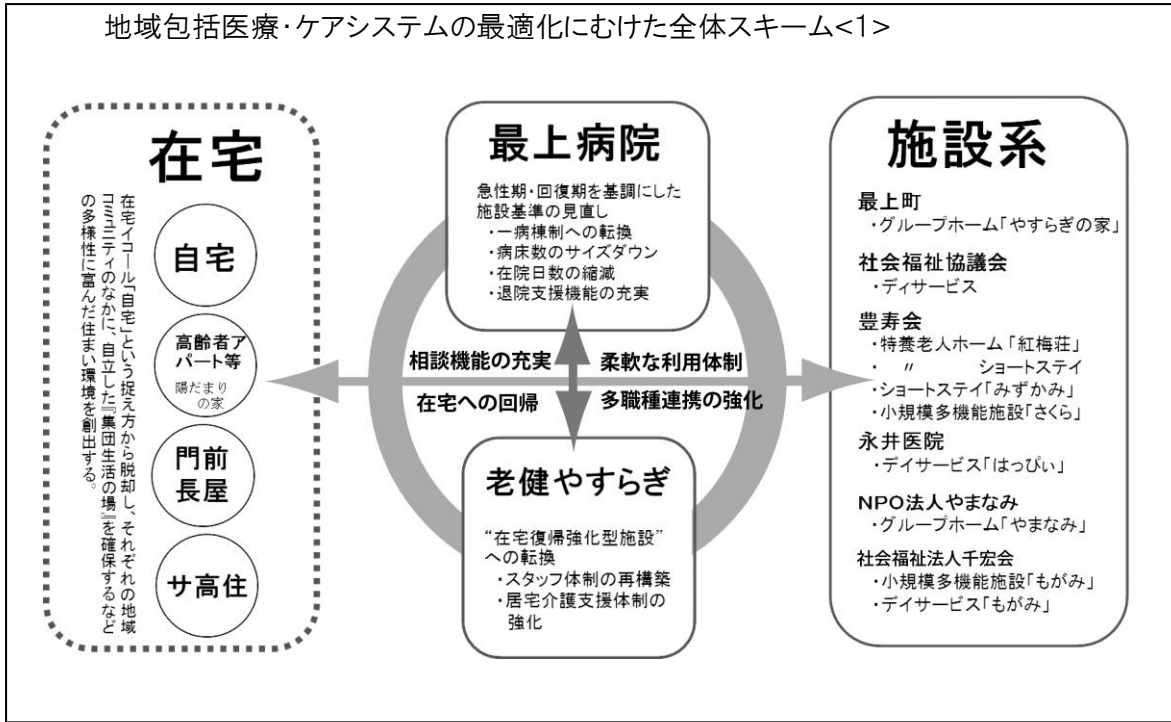 地域包括医療･ケアシステムの最適化にむけた全体スキーム<1>
在宅
在宅イコール「自宅」という捉え方から脱却し、それぞれの地域
コミュニティのなかに、自立した『集団生活の場』を確保するなど
の多様性に富んだ住まい環境を創出する。
自宅
高齢者ア
パート等
陽だまり
の家
門前
長屋
サ高住
最上病院
急性期・回復期を基調にした
施設基準の見直し
・一病棟制への転換
・病床数のサイズダウン
・在院日数の縮減
・退院支援機能の充実
相談機能の充実
柔軟な利用体制
在宅への回帰
多職種連携の強化
老健やすらぎ
“在宅復帰強化型施設”
への転換
・スタッフ体制の再構築
・居宅介護支援体制の
強化
施設系
最上町
・グループホーム「やすらぎの家」
社会福祉協議会
・ディサービス
豊寿会
・特養老人ホーム「紅梅荘」
・　〃　ショートステイ
・ショートステイ「みずかみ」
・小規模多機能施設「さくら」
永井医院
・デイサービス「はっぴぃ」
NPO法人やまなみ
・グループホーム「やまなみ」
社会福祉法人千宏会
・小規模多機能施設「もがみ」
・デイサービス「もがみ」